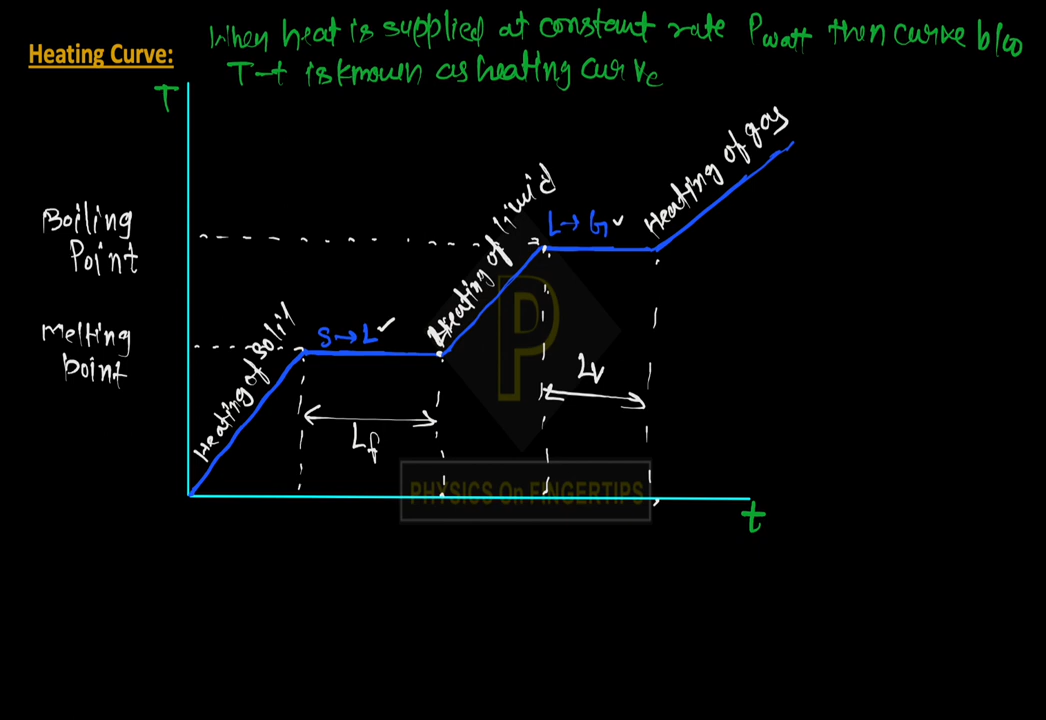 Heating Curve:
When heat is supplied at constant rate Pwatt then curve b/w
T-t is known as heating curve
T
Heating of gas
Heating of liquid
L→G ✓
Boiling
Point
Heating of solid
S→L ✓
Melting
point
Lv
Lf
P
PHYSICS On FINGERTIPS
t